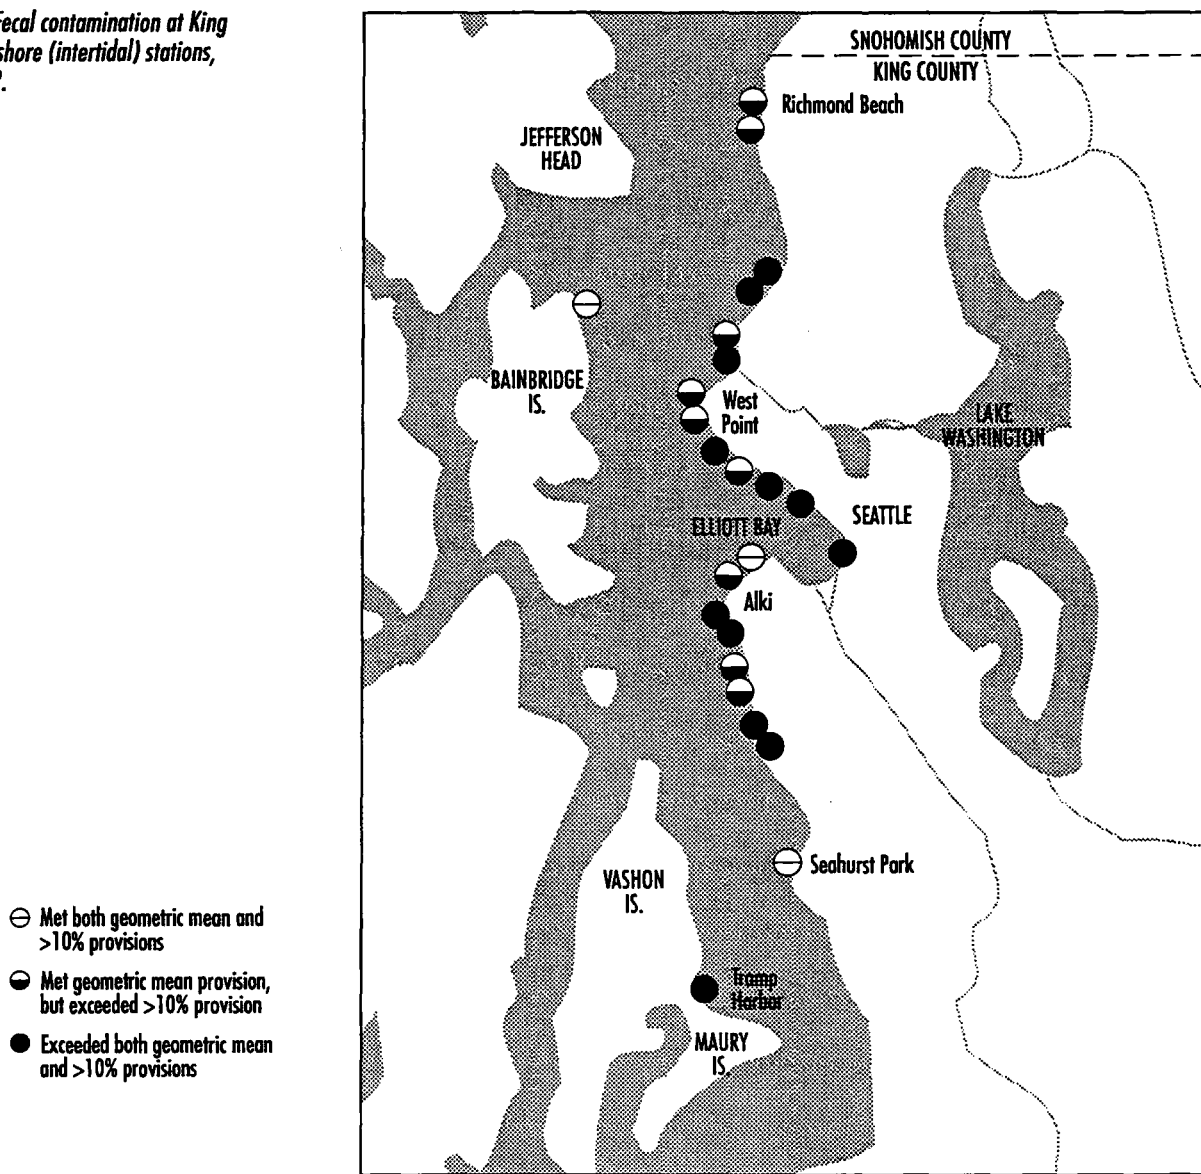 Fecal contamination at King
shore (intertidal) stations,
SNOHOMISH COUNTY
KING COUNTY
Richmond Beach
JEFFERSON
HEAD
BAINBRIDGE
IS.
West
Point
LAKE
WASHINGTON
ELLIOTT BAY
SEATTLE
Alki
Seahurst Park
VASHON
IS.
Tramp
Harbor
MAURY
IS.
Met both geometric mean and
>10% provisions
Met geometric mean provision,
but exceeded >10% provision
Exceeded both geometric mean
and >10% provisions